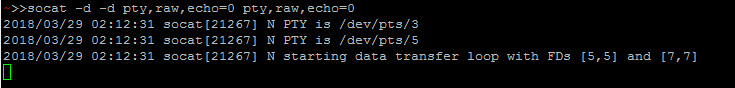 ~>>socat -d -d pty,raw,echo=0 pty,raw,echo=0
2018/03/29 02:12:31 socat[21267] N PTY is /dev/pts/3
2018/03/29 02:12:31 socat[21267] N PTY is /dev/pts/5
2018/03/29 02:12:31 socat[21267] N starting data transfer loop with FDs [5,5] and [7,7]